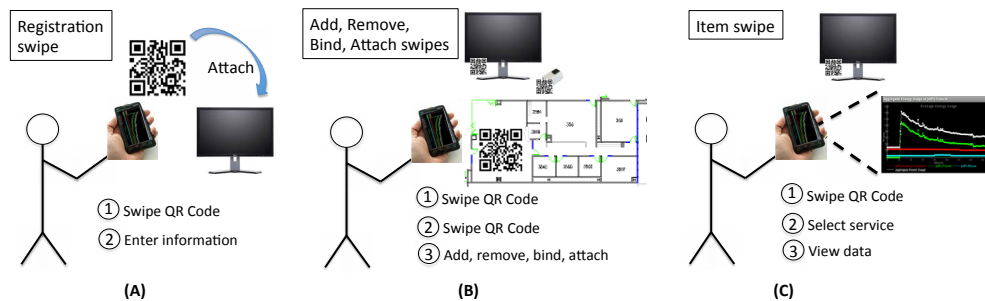 Registration
swipe
Attach
1 Swipe QR Code
2 Enter information
(A)
Add, Remove,
Bind, Attach swipes
1 Swipe QR Code
2 Swipe QR Code
3 Add, remove, bind, attach
(B)
Item swipe
1 Swipe QR Code
2 Select service
3 View data
(C)